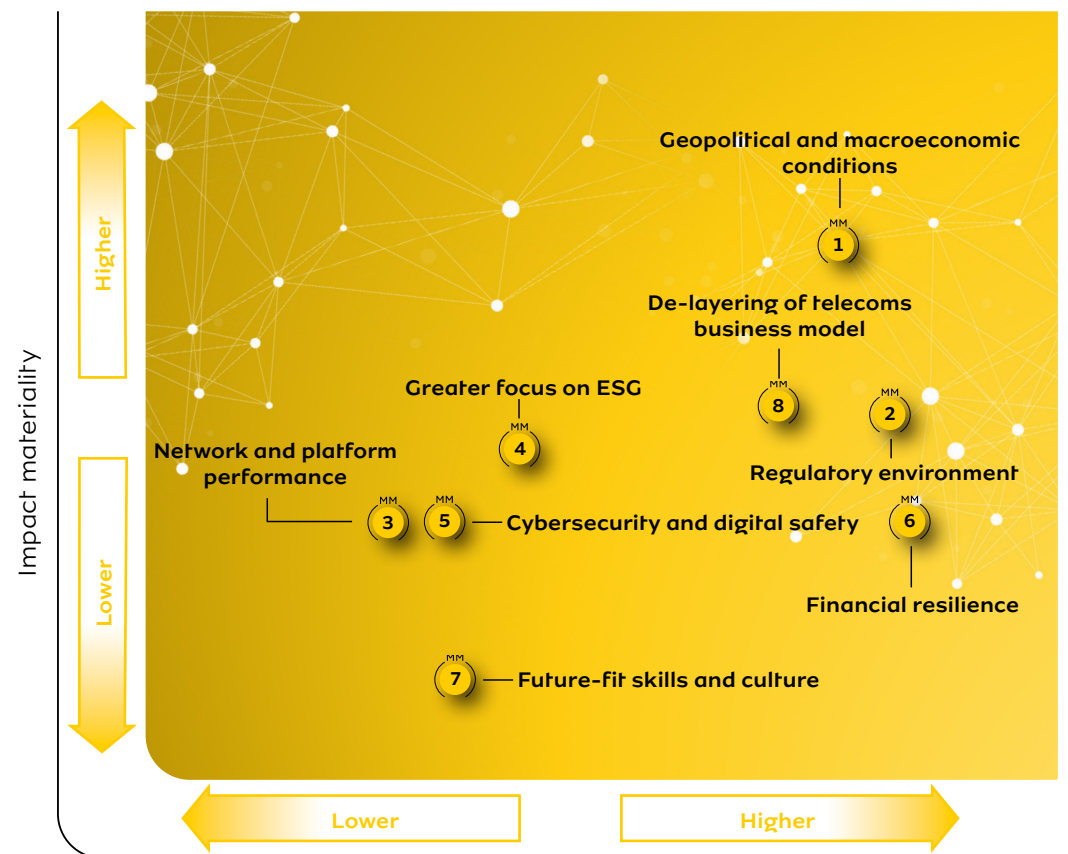 Impact materiality
Higher
Lower
Geopolitical and macroeconomic
conditions
MM
1
De-layering of telecoms
business model
MM
8
MM
2
Regulatory environment
Greater focus on ESG
MM
4
Network and platform
performance
MM
3
MM
5
Cybersecurity and digital safety
MM
6
Financial resilience
MM
7
Future-fit skills and culture
Lower
Higher